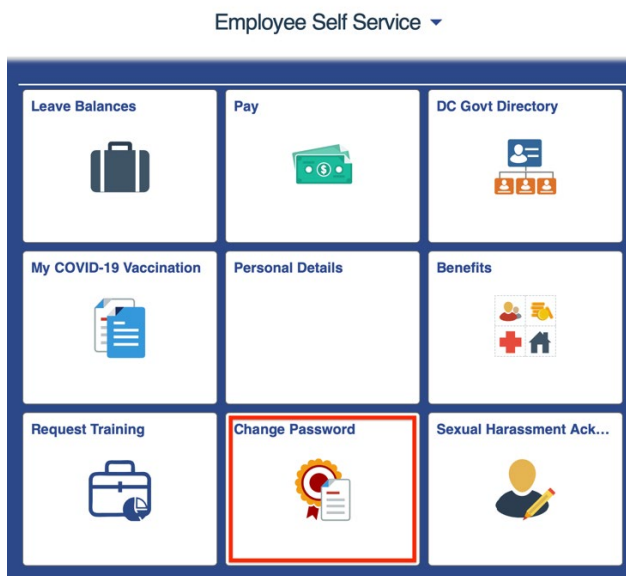 Employee Self Service
Leave Balances
Pay
DC Govt Directory
My COVID-19 Vaccination
Personal Details
Benefits
Request Training
Change Password
Sexual Harassment Ack...